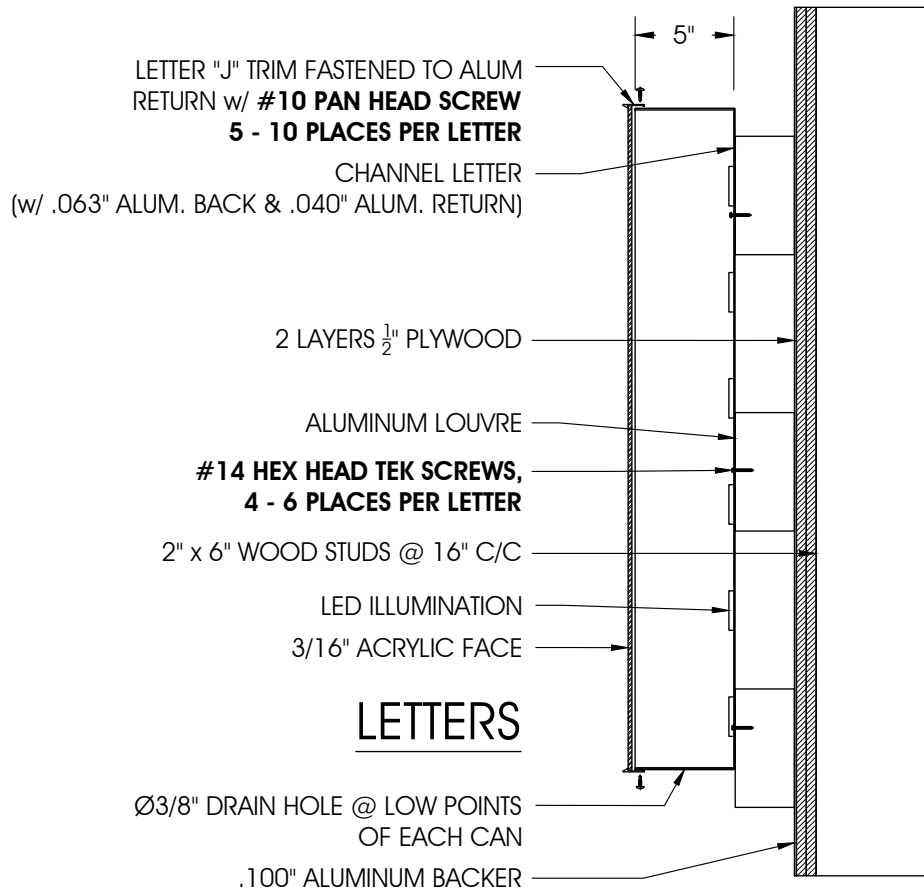 5"
LETTER "J" TRIM FASTENED TO ALUM
RETURN w/ #10 PAN HEAD SCREW
5 - 10 PLACES PER LETTER
CHANNEL LETTER
(w/ .063" ALUM. BACK & .040" ALUM. RETURN)
2 LAYERS 1/2" PLYWOOD
ALUMINUM LOUVRE
#14 HEX HEAD TEK SCREWS,
4 - 6 PLACES PER LETTER
2" x 6" WOOD STUDS @ 16" C/C
LED ILLUMINATION
3/16" ACRYLIC FACE
LETTERS
Ø3/8" DRAIN HOLE @ LOW POINTS
OF EACH CAN
.100" ALUMINUM BACKER